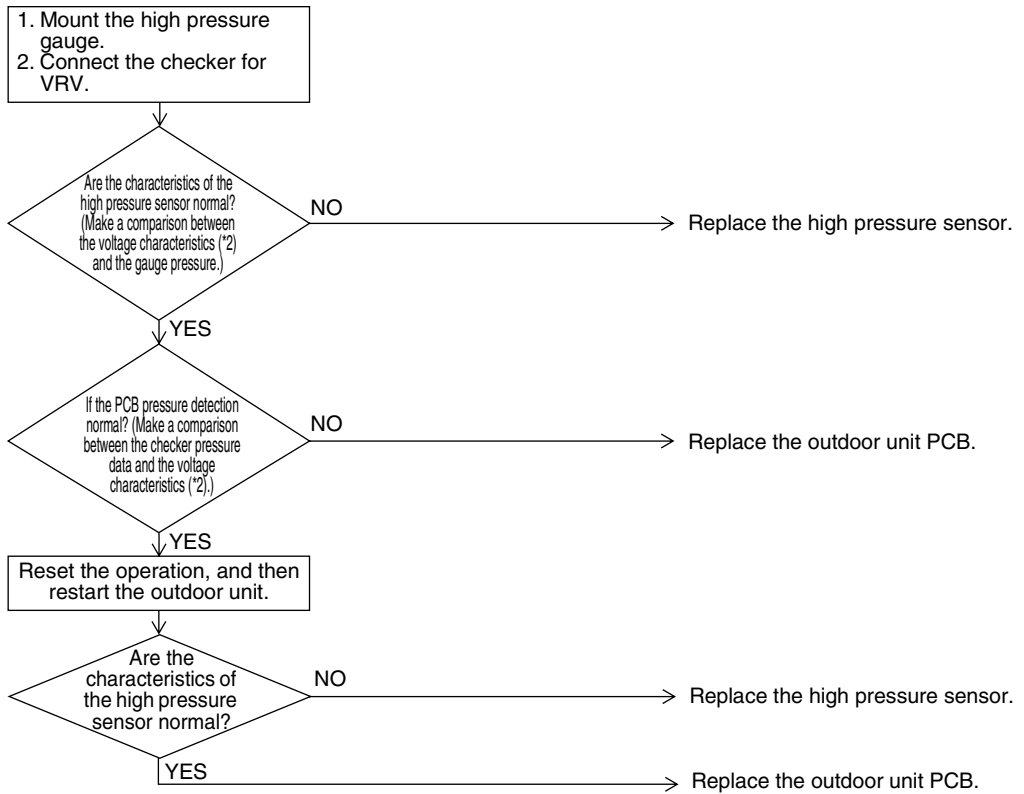 1. Mount the high pressure
gauge.
2. Connect the checker for
VRV.
Are the characteristics of the
high pressure sensor normal?
(Make a comparison between
the voltage characteristics (*2)
and the gauge pressure.)
NO
Replace the high pressure sensor.
YES
If the PCB pressure detection
normal? (Make a comparison
between the checker pressure
data and the voltage
characteristics (*2).)
NO
Replace the outdoor unit PCB.
YES
Reset the operation, and then
restart the outdoor unit.
Are the
characteristics of
the high pressure
sensor normal?
NO
Replace the high pressure sensor.
YES
Replace the outdoor unit PCB.